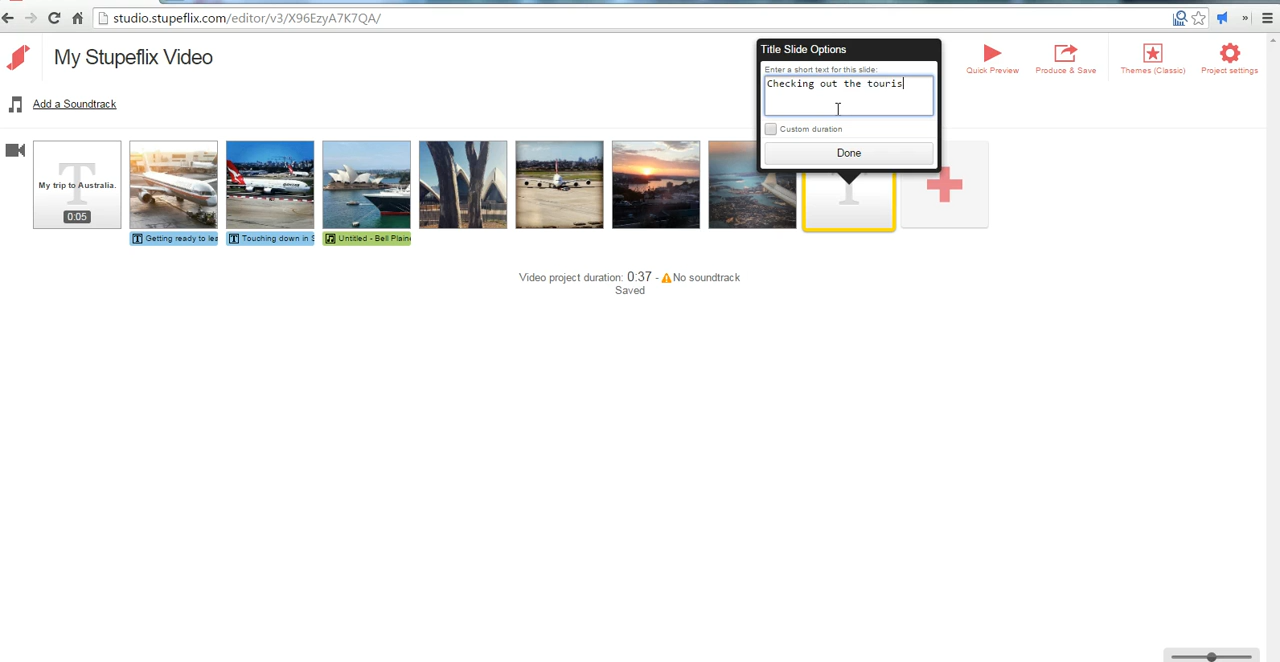 studio.stupeflix.com/editor/v3/X96EzyA7K7QA/
»
My Stupeflix Video
Title Slide Options
Enter a short text for this slide:
Checking out the touris
Custom duration
Done
Quick Preview
Produce & Save
Themes (Classic)
Project settings
Add a Soundtrack
T
My trip to Australia.
0:05
T Getting ready to lea
T Touching down in S
Untitled - Bell Plaine
Video project duration: 0:37 - No soundtrack
Saved